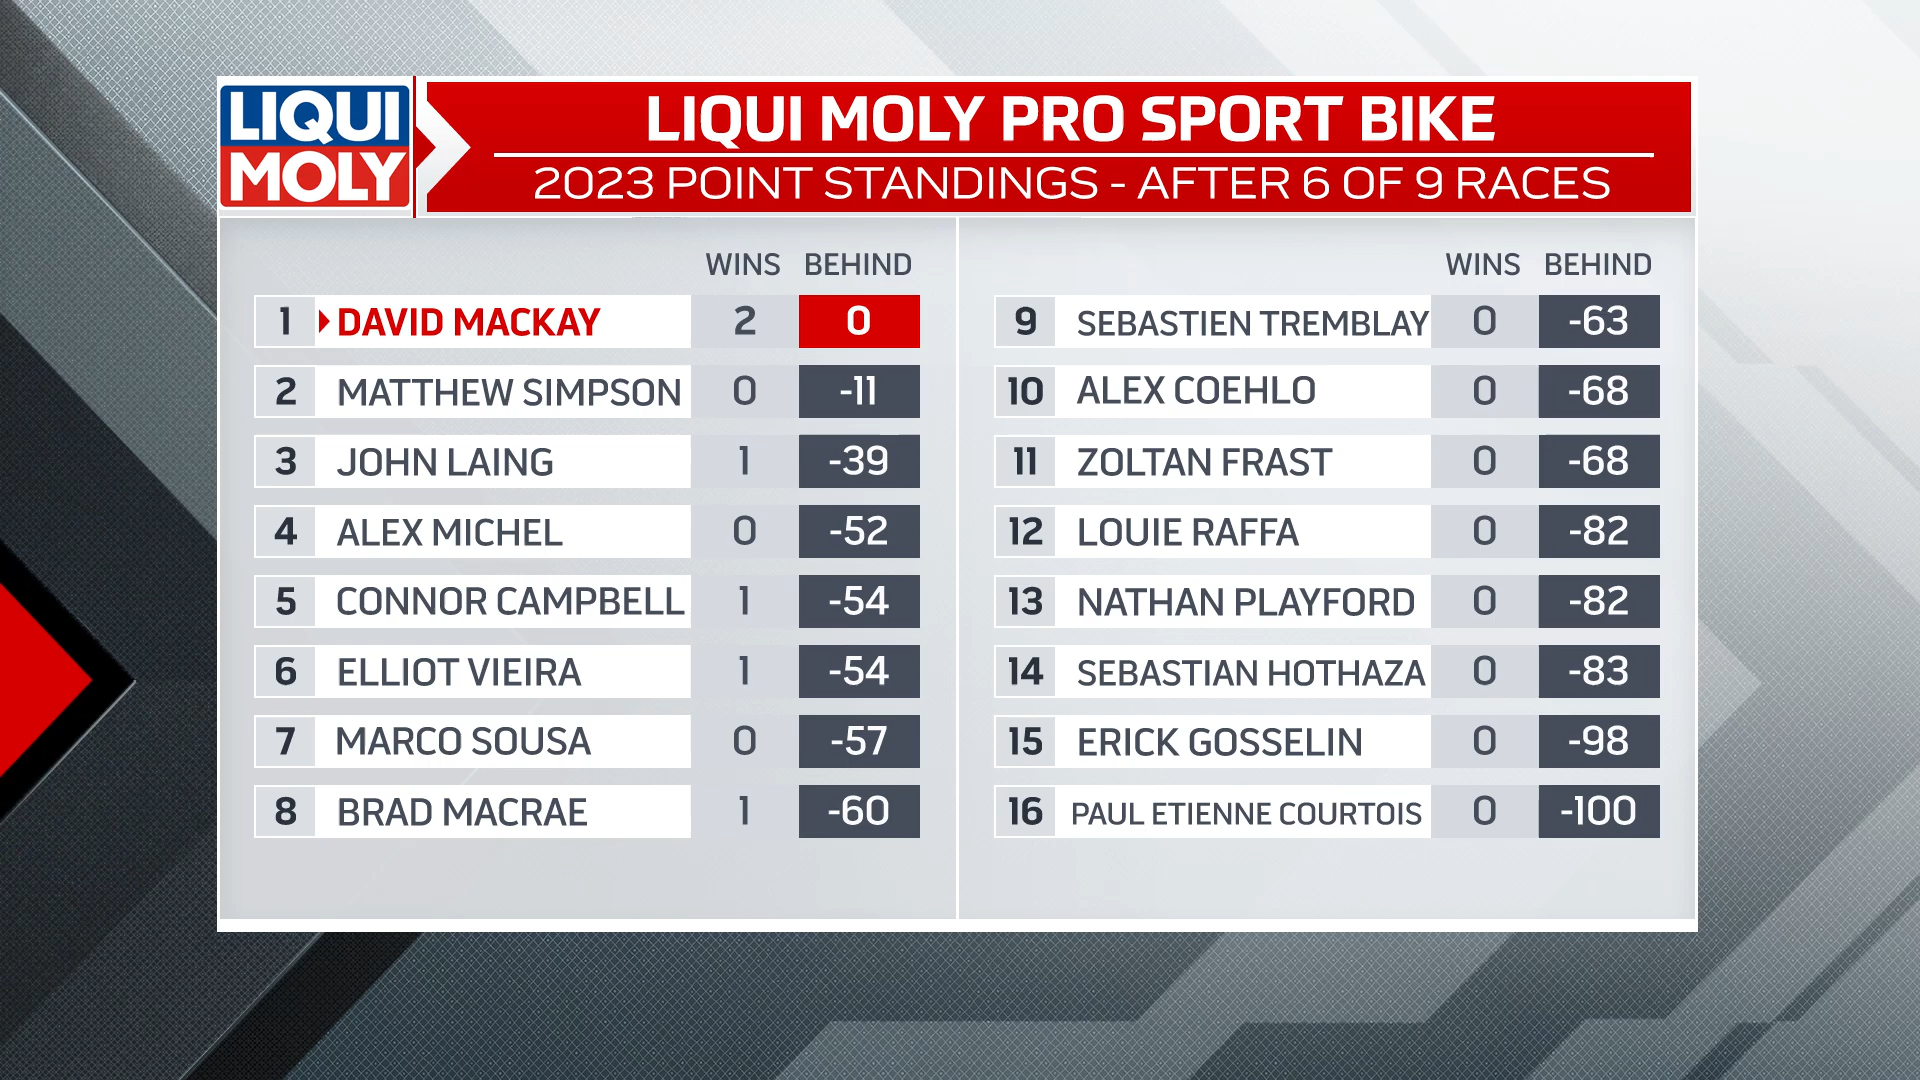 LIQUI
MOLY
LIQUI MOLY PRO SPORT BIKE
2023 POINT STANDINGS - AFTER 6 OF 9 RACES
WINS BEHIND
1 DAVID MACKAY 2 0
2 MATTHEW SIMPSON 0 -11
3 JOHN LAING 1 -39
4 ALEX MICHEL 0 -52
5 CONNOR CAMPBELL 1 -54
6 ELLIOT VIEIRA 1 -54
7 MARCO SOUSA 0 -57
8 BRAD MACRAE 1 -60
WINS BEHIND
9 SEBASTIEN TREMBLAY 0 -63
10 ALEX COEHLO 0 -68
11 ZOLTAN FRAST 0 -68
12 LOUIE RAFFA 0 -82
13 NATHAN PLAYFORD 0 -82
14 SEBASTIAN HOTHAZA 0 -83
15 ERICK GOSSELIN 0 -98
16 PAUL ETIENNE COURTOIS 0 -100